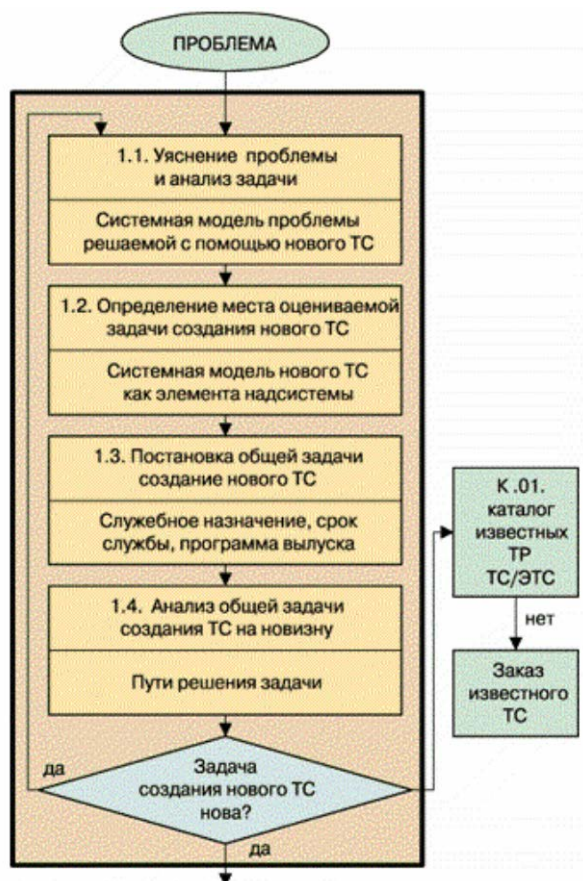 ПРОБЛЕМА
1.1. Уяснение проблемы
и анализ задачи
Системная модель проблемы
решаемой с помощью нового ТС
1.2. Определение места оцениваемой
задачи создания нового ТС
Системная модель нового ТС
как элемента надсистемы
1.3. Постановка общей задачи
создание нового ТС
Служебное назначение, срок
службы, программа вылуска
1.4. Анализ общей задачи
создания ТС на новизну
Пути решения задачи
да
Задача
создания нового ТС
нова?
да
К .01.
каталог
известных
ТР
ТС/ЭТС
нет
Заказ
известного
ТС